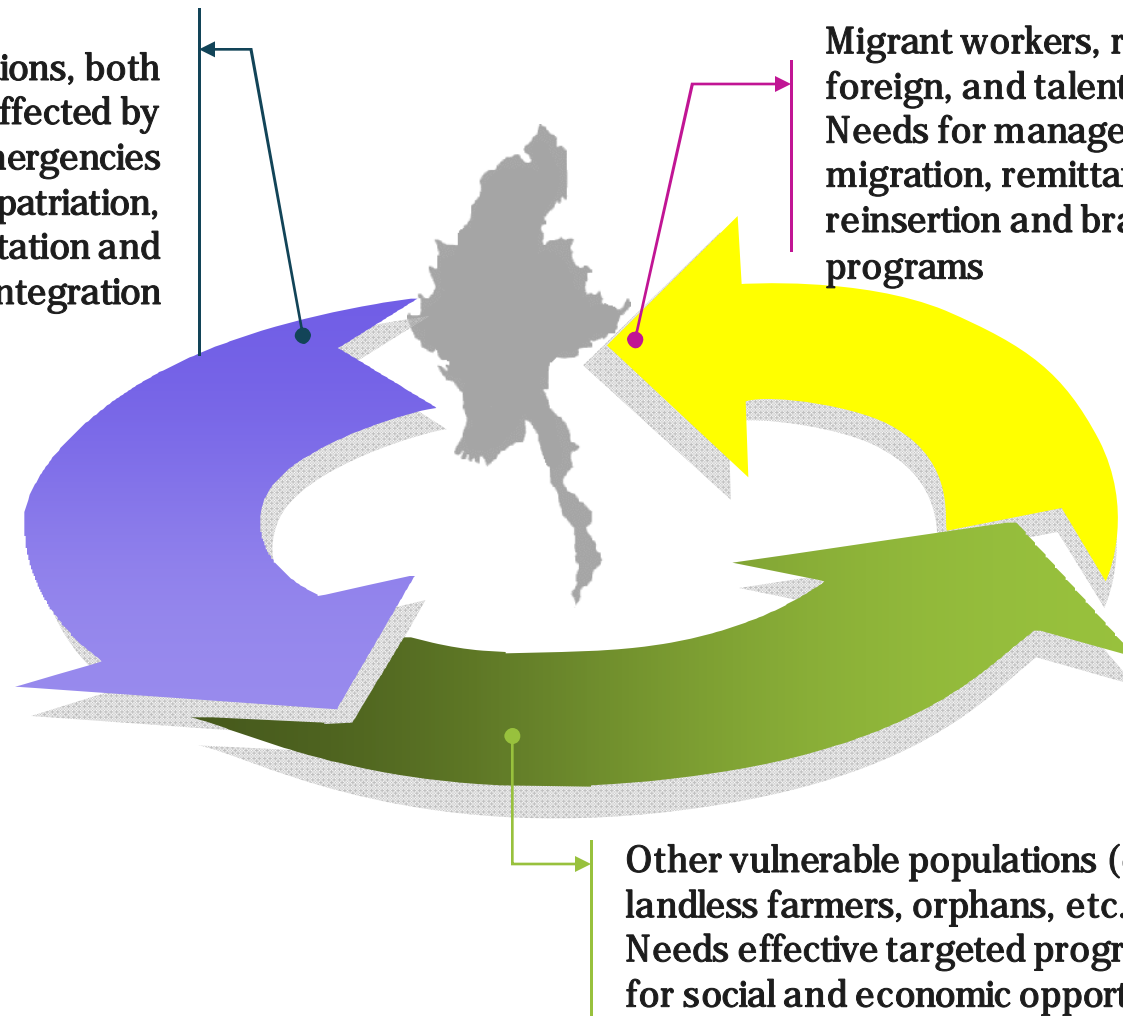 ions, both
ffected by
nergencies
patriation,
tation and
ntegration
Migrant workers, r
foreign, and talent
Needs for manage
migration, remitta
reinsertion and bra
programs
Other vulnerable populations (
landless farmers, orphans, etc.
Needs effective targeted progr
for social and economic opport